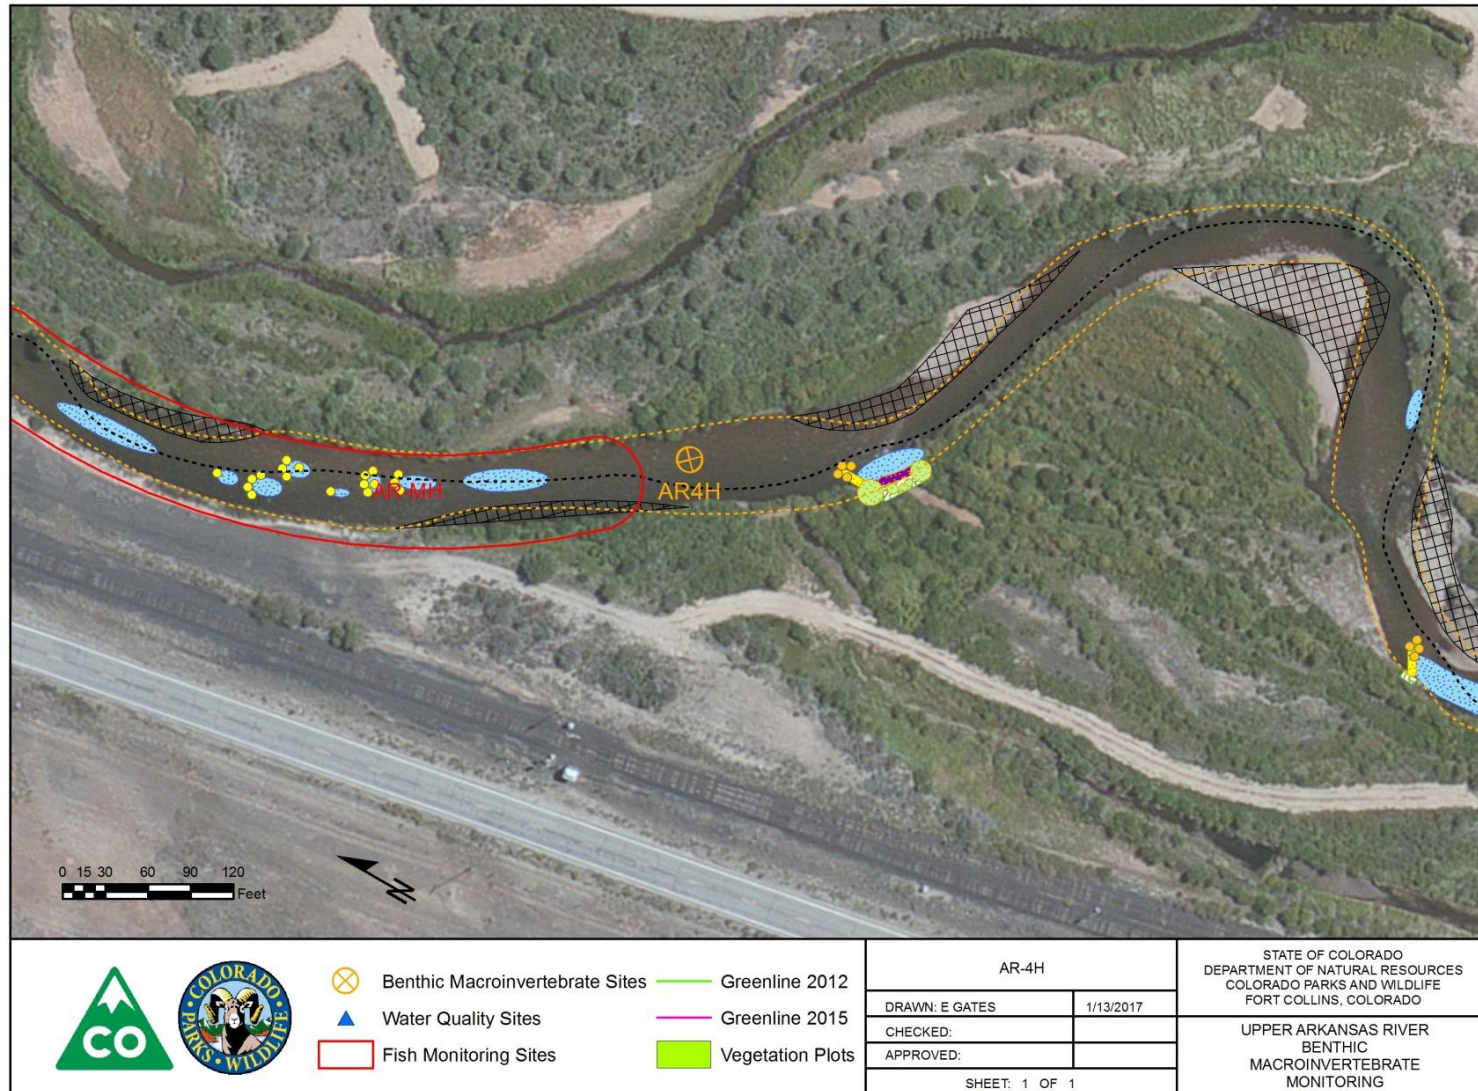 AR-MH
AR4H
0 15 30 60 90 120
Feet
N
CO
COLORADO
PARKS • WILDLIFE
Benthic Macroinvertebrate Sites
Water Quality Sites
Fish Monitoring Sites
Greenline 2012
Greenline 2015
Vegetation Plots
AR-4H
DRAWN: E GATES 1/13/2017
CHECKED:
APPROVED:
SHEET: 1 OF 1
STATE OF COLORADO
DEPARTMENT OF NATURAL RESOURCES
COLORADO PARKS AND WILDLIFE
FORT COLLINS, COLORADO
UPPER ARKANSAS RIVER
BENTHIC
MACROINVERTEBRATE
MONITORING